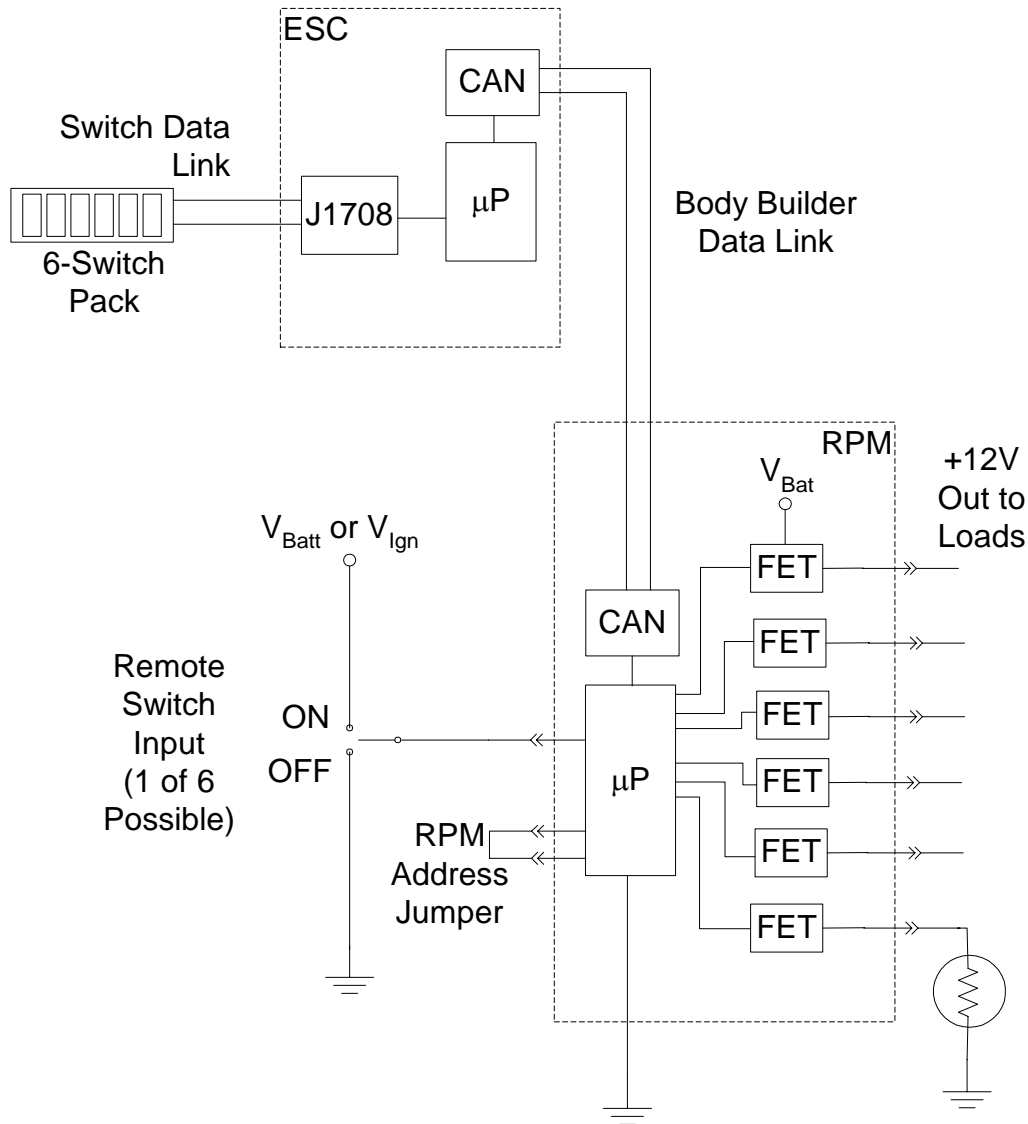 ESC
CAN
Switch Data
Link
J1708
μP
6-Switch
Pack
Body Builder
Data Link
RPM
V_Bat
+12V
Out to
Loads
V_Batt or V_Ign
FET
CAN
FET
Remote
Switch
Input
(1 of 6
Possible)
ON
OFF
FET
μP
FET
RPM
Address
Jumper
FET
FET